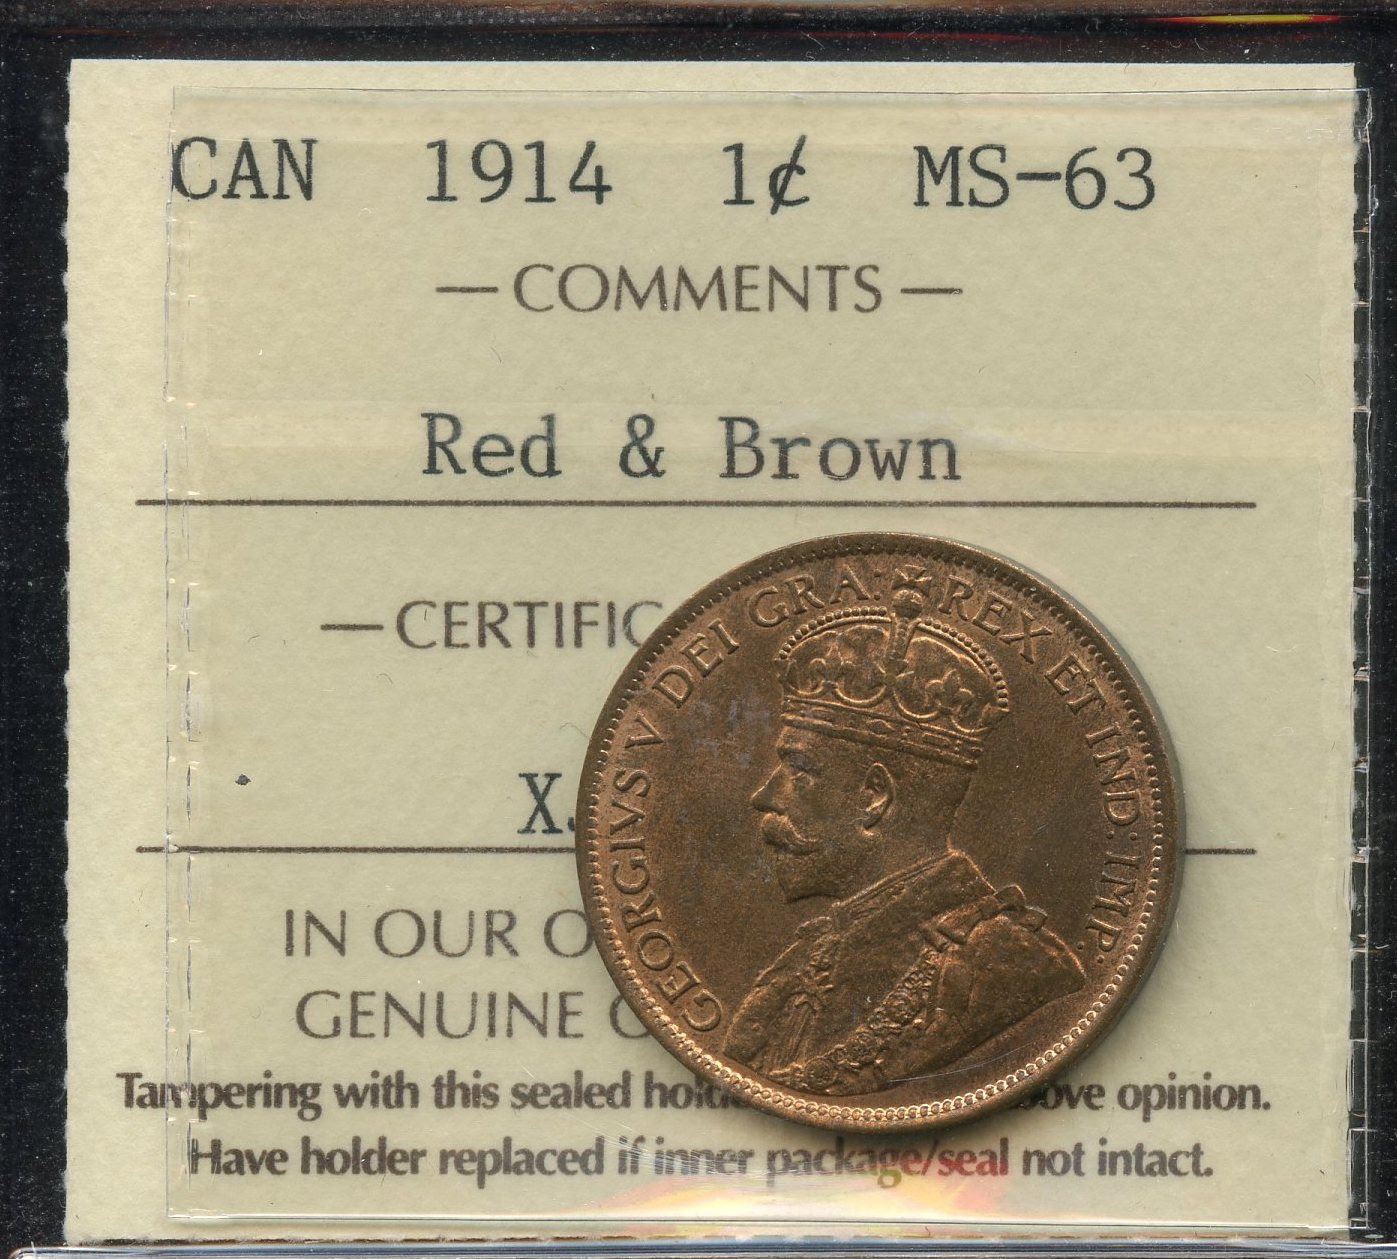 CAN 1914 1¢ MS-63
— COMMENTS —
Red & Brown
— CERTIFIC
X
IN OUR O
GENUINE
Tampering with this sealed hold ove opinion.
Have holder replaced if inner package/seal not intact.
GEORGIVS V DEI GRA: REX ET IND: IMP: